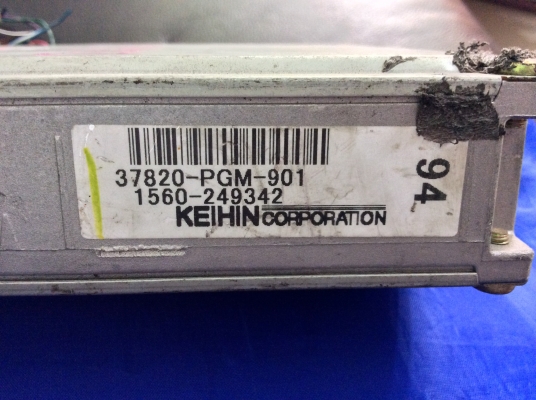 37820-PGM-901
1560-249342
KEIHIN CORPORATION
94